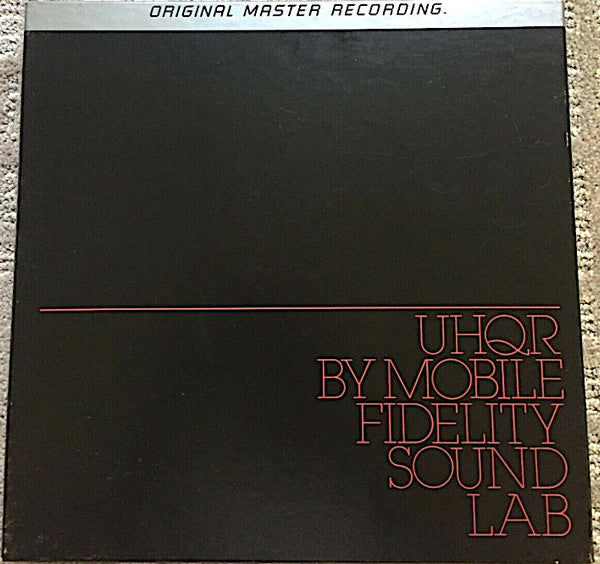 ORIGINAL MASTER RECORDING.
UHQR
BY MOBILE
FIDELITY
SOUND
LAB